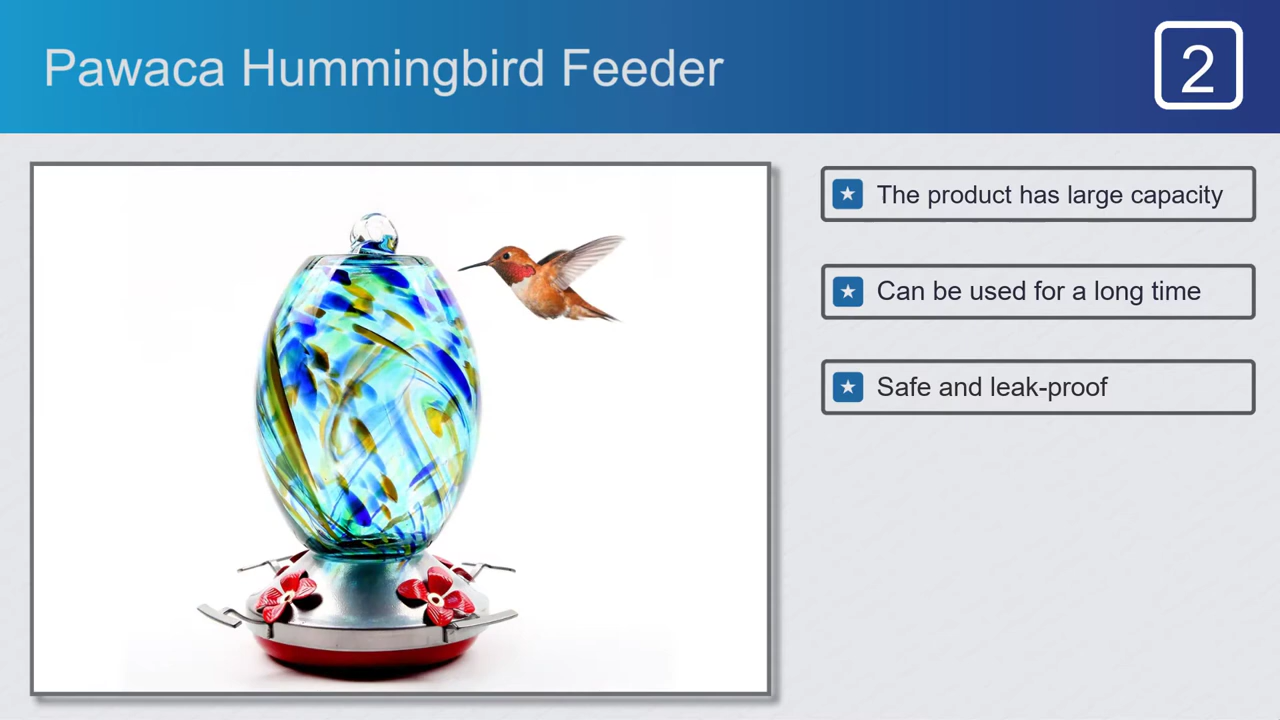 Pawaca Hummingbird Feeder
2
The product has large capacity
Can be used for a long time
Safe and leak-proof